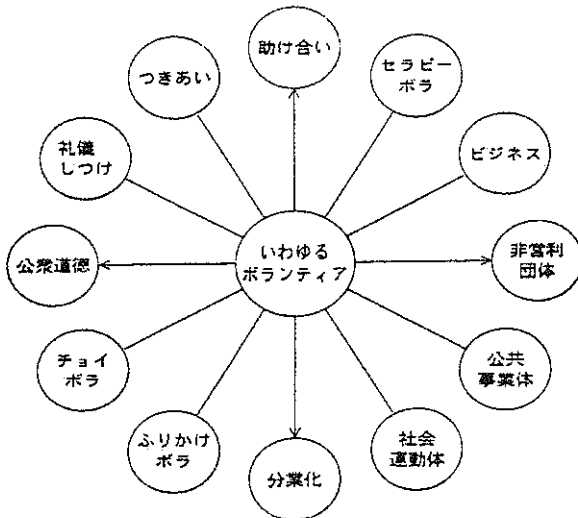 助け合い
つきあい
セラピー
ボラ
礼儀
しつけ
ビジネス
いわゆる
ボランティア
公衆道徳
非営利
団体
チョイ
ボラ
公共
事業体
ふりかけ
ボラ
社会
運動体
分業化